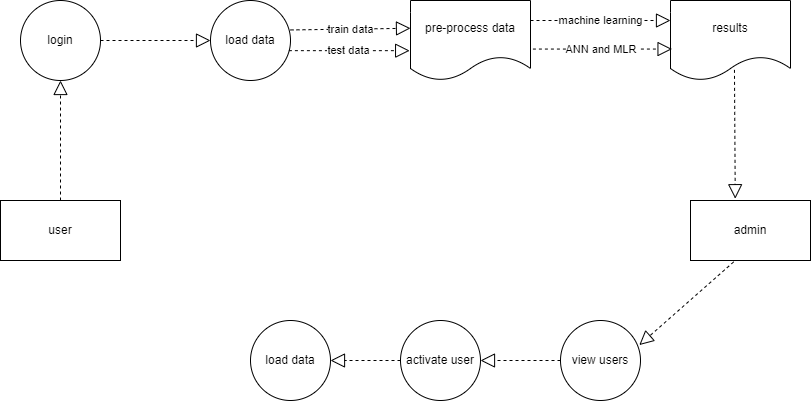 login
load data
train data
test data
pre-process data
machine learning
ANN and MLR
results
user
admin
load data
activate user
view users